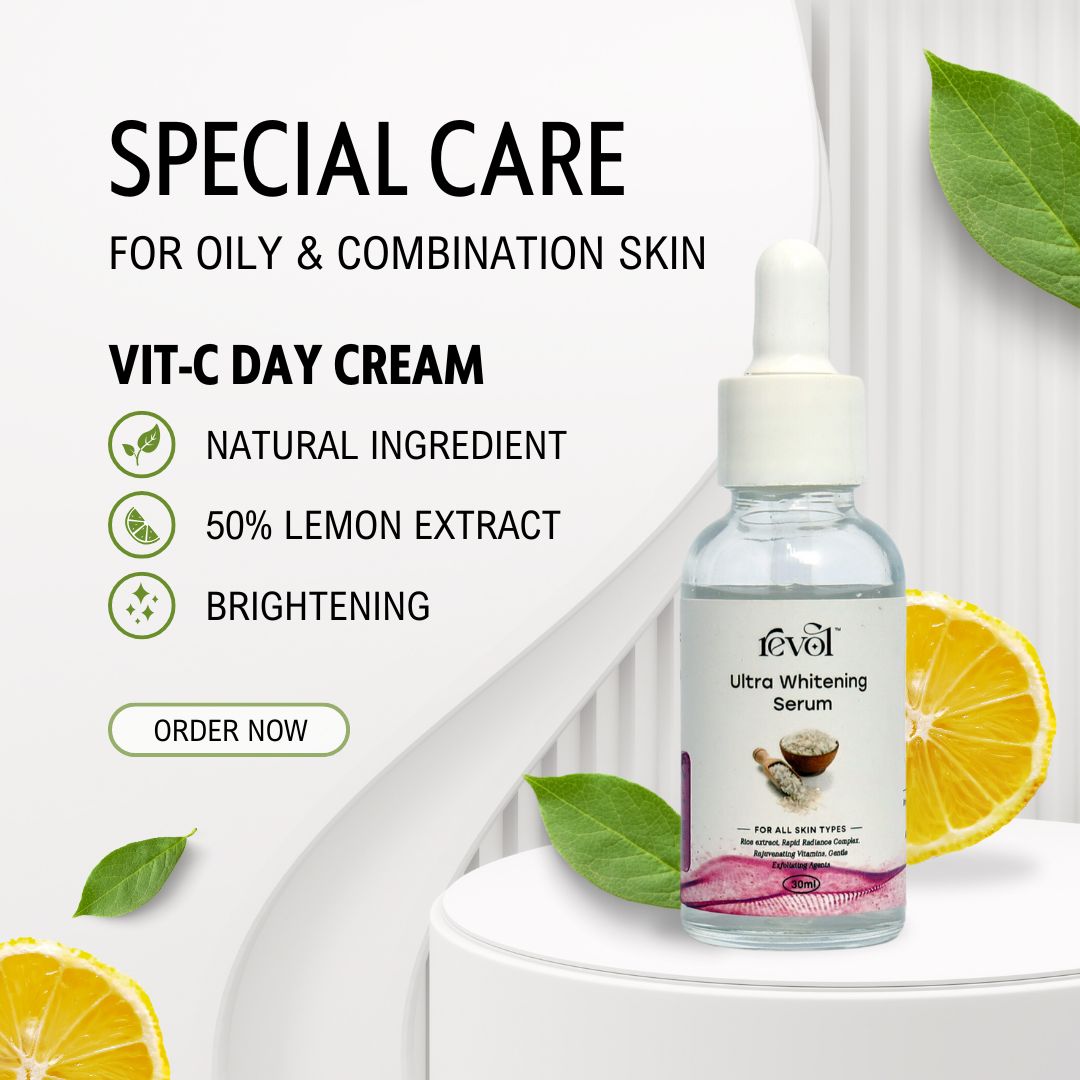 SPECIAL CARE
FOR OILY & COMBINATION SKIN
VIT-C DAY CREAM
NATURAL INGREDIENT
50% LEMON EXTRACT
BRIGHTENING
ORDER NOW
revol™
Ultra Whitening
Serum
FOR ALL SKIN TYPES
Rice extract, Rapid Radiance Complex,
Rejuvenating Vitamins, Gentle
Exfoliating Agents
30ml